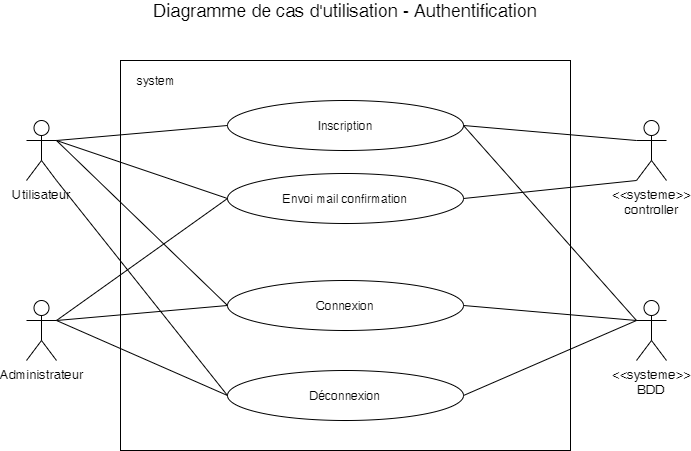 Diagramme de cas d'utilisation - Authentification
system
Inscription
Utilisateur
Envoi mail confirmation
<<systeme>>
controller
Connexion
Administrateur
<<systeme>>
BDD
Déconnexion